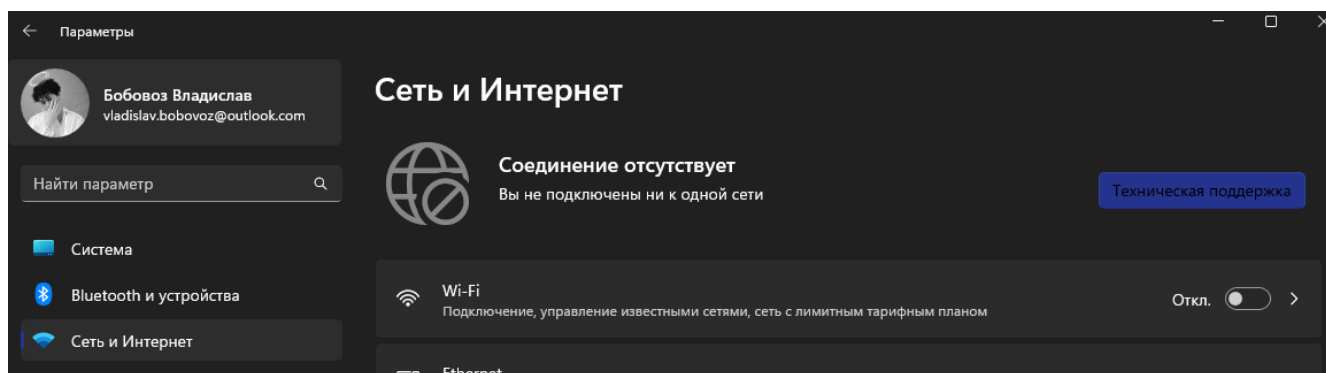 Параметры
Бобовоз Владислав
vladislav.bobovoz@outlook.com
Найти параметр
Система
Bluetooth и устройства
Сеть и Интернет
Сеть и Интернет
Соединение отсутствует
Вы не подключены ни к одной сети
Техническая поддержка
Wi-Fi
Подключение, управление известными сетями, сеть с лимитным тарифным планом
Откл.
Ethernet